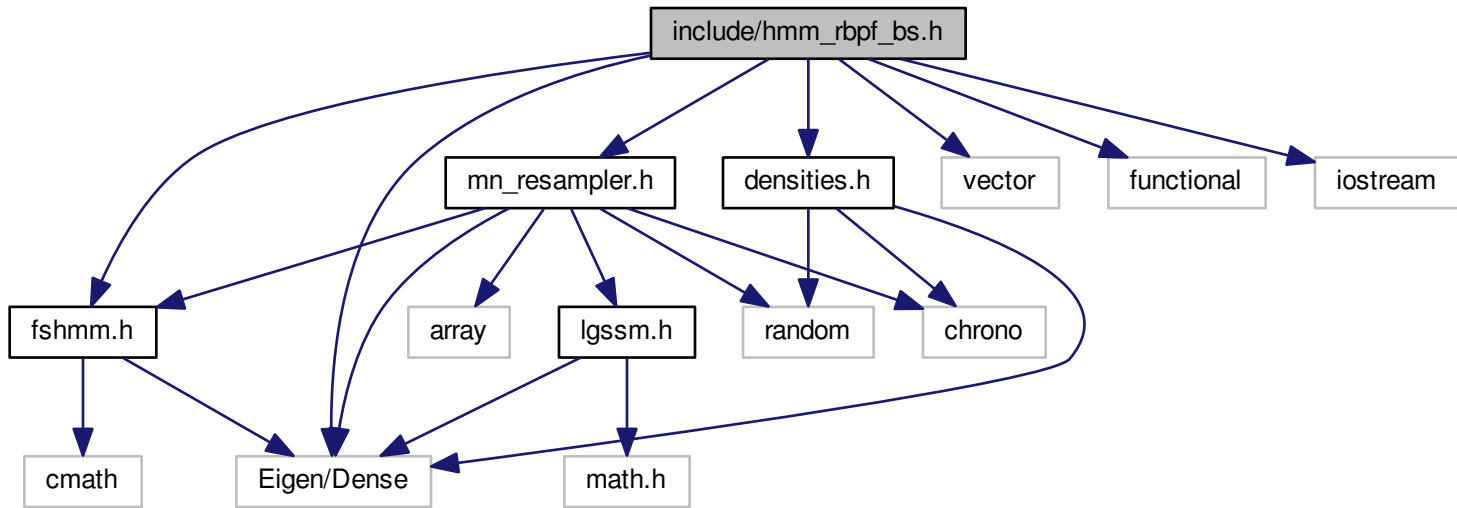 include/hmm_rbpf_bs.h
mn_resampler.h
densities.h
vector
functional
iostream
fshmm.h
array
lgssm.h
random
chrono
cmath
Eigen/Dense
math.h